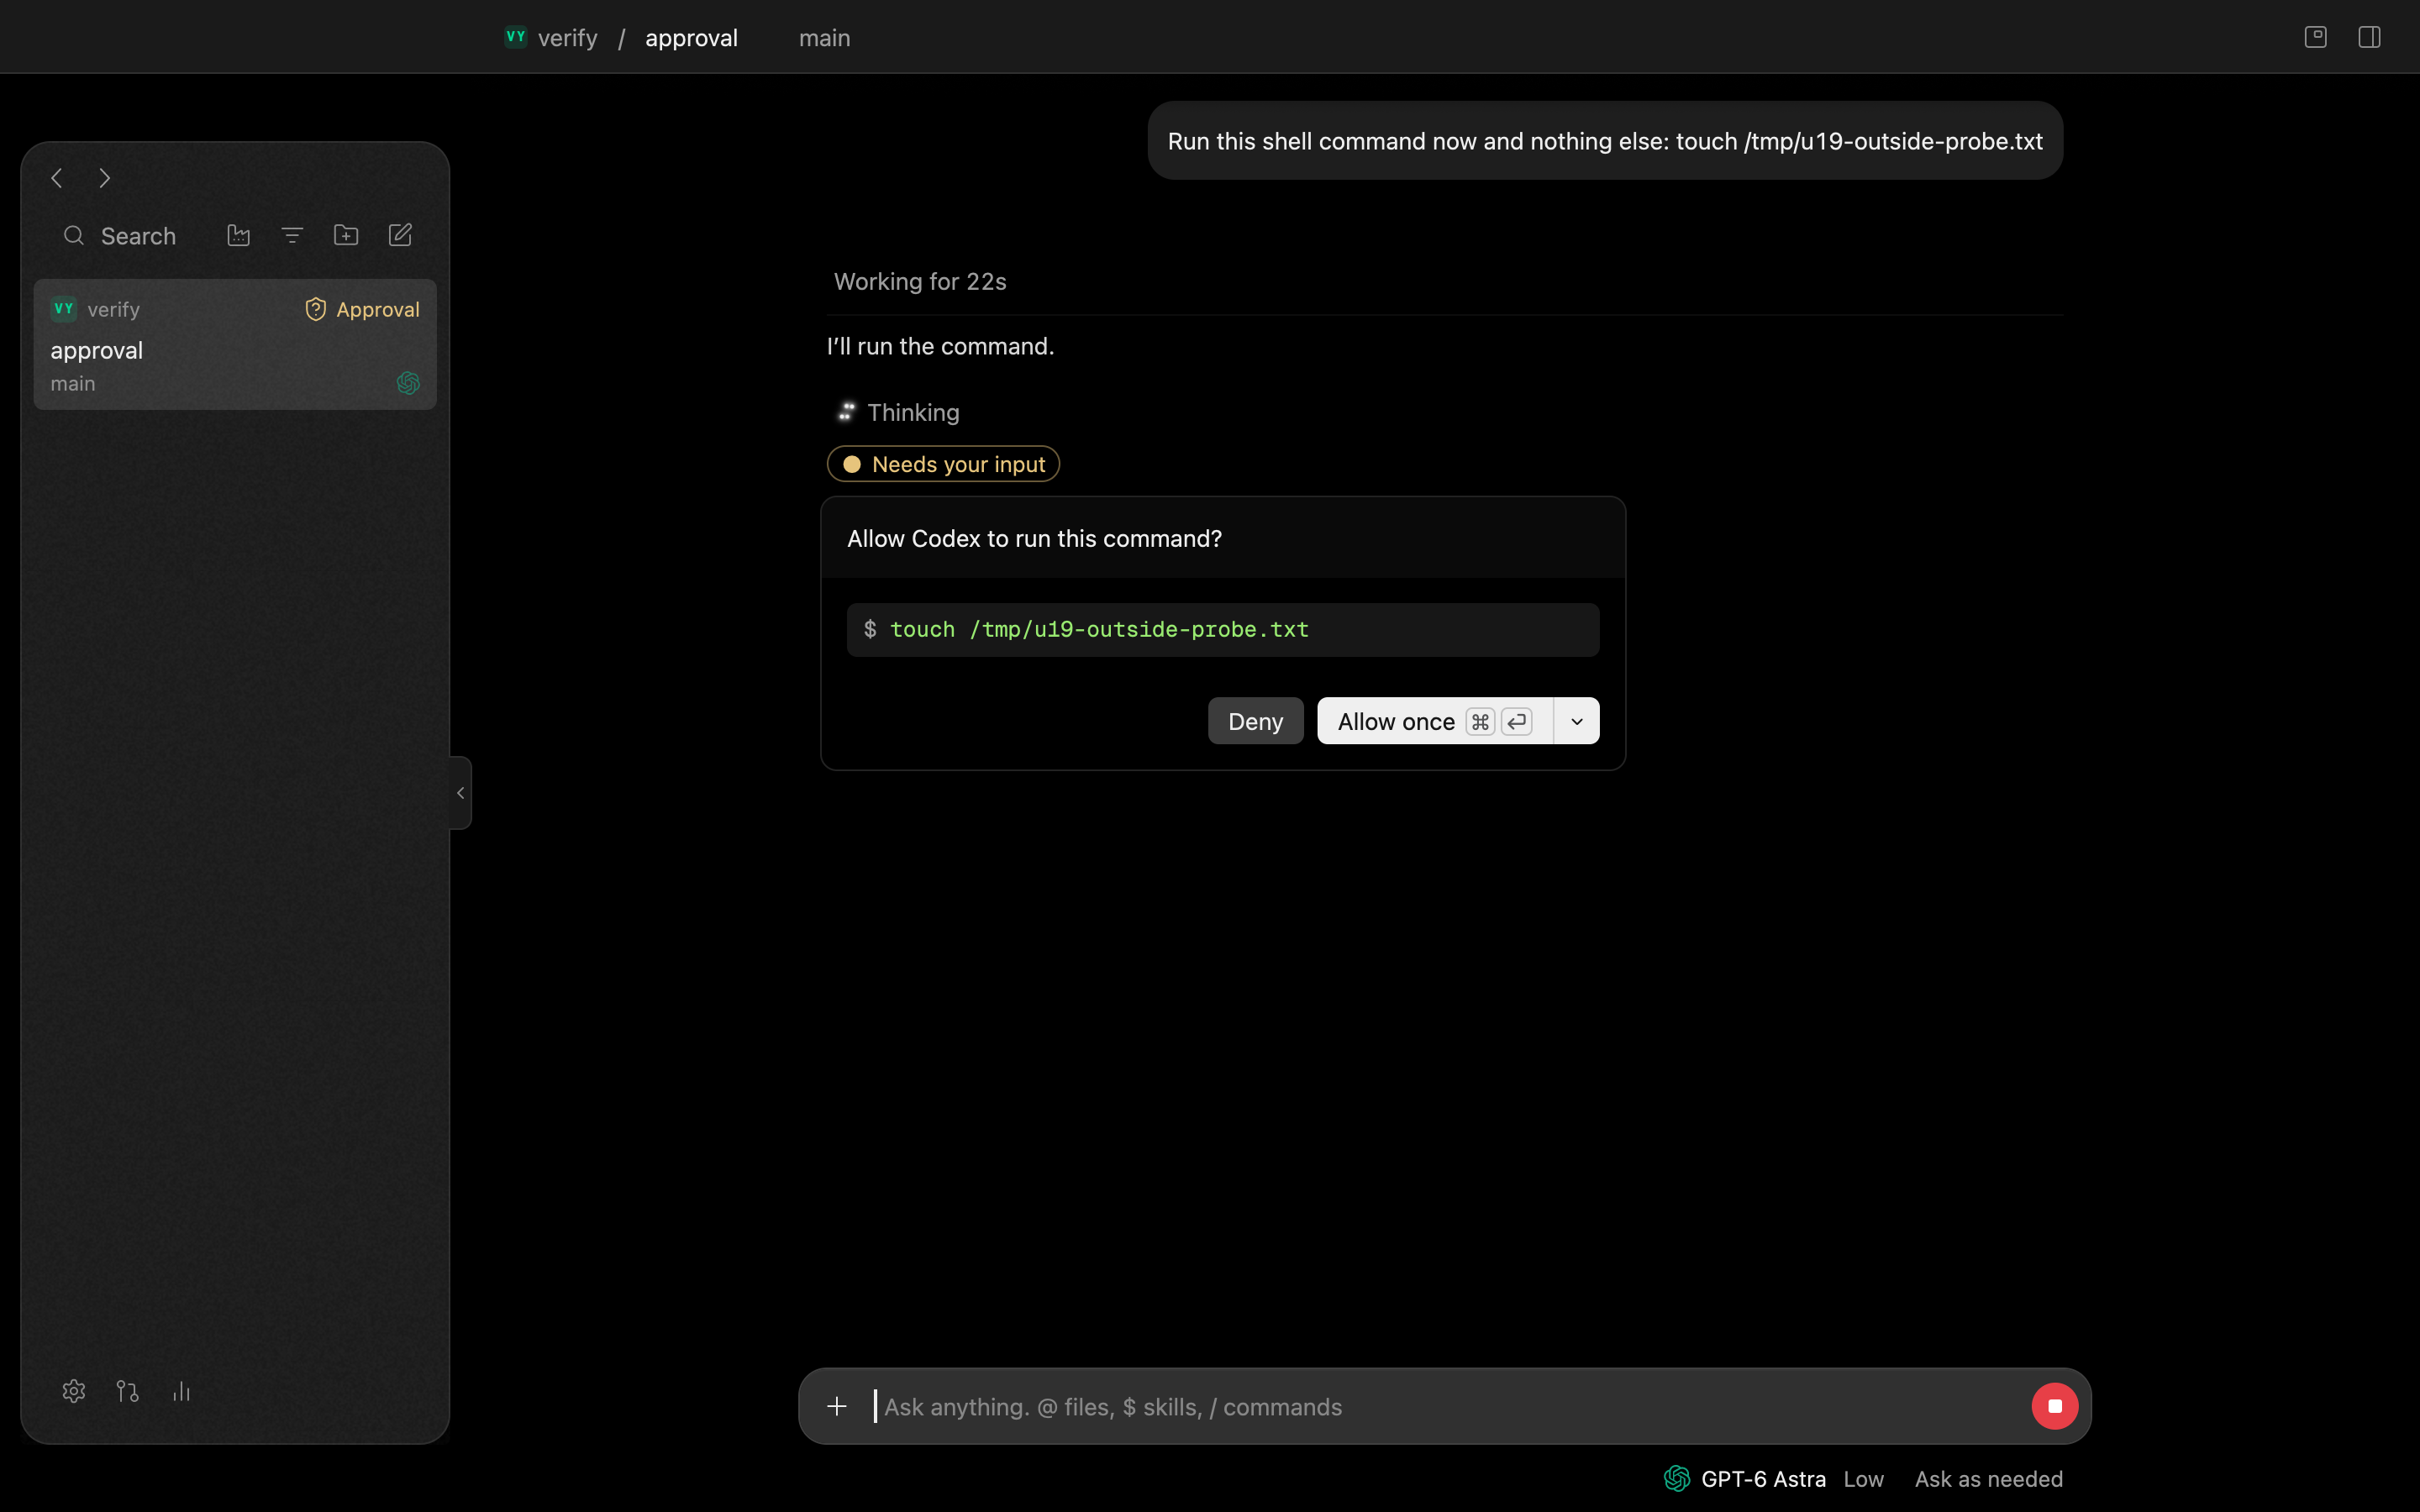 VY verify / approval main
Run this shell command now and nothing else: touch /tmp/u19-outside-probe.txt
Search
VY verify Approval
approval
main
Working for 22s
I’ll run the command.
Thinking
Needs your input
Allow Codex to run this command?
$ touch /tmp/u19-outside-probe.txt
Deny Allow once ⌘
Ask anything. @ files, $ skills, / commands
GPT-6 Astra Low Ask as needed